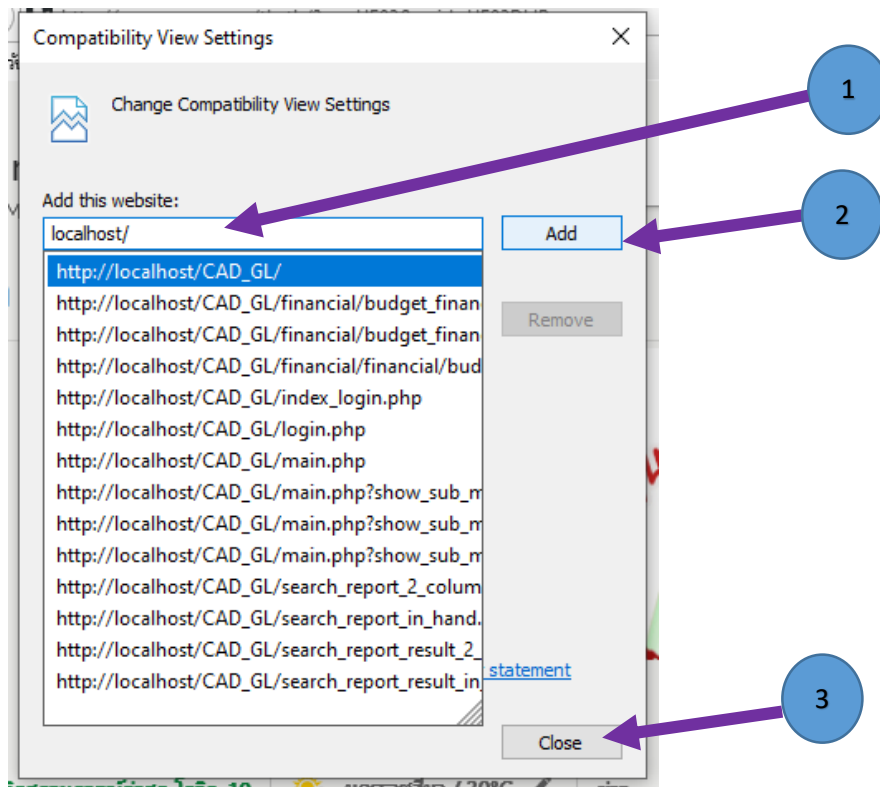 Compatibility View Settings
Change Compatibility View Settings
1
Add this website:
2
localhost/
Add
http://localhost/CAD_GL/
http://localhost/CAD_GL/financial/budget_finan
Remove
http://localhost/CAD_GL/financial/budget_finan
http://localhost/CAD_GL/financial/financial/bud
http://localhost/CAD_GL/index_login.php
http://localhost/CAD_GL/login.php
http://localhost/CAD_GL/main.php
http://localhost/CAD_GL/main.php?show_sub_m
http://localhost/CAD_GL/main.php?show_sub_m
http://localhost/CAD_GL/main.php?show_sub_m
http://localhost/CAD_GL/search_report_2_colum
http://localhost/CAD_GL/search_report_in_hand.
http://localhost/CAD_GL/search_report_result_2_
statement
http://localhost/CAD_GL/search_report_result_in_
3
Close